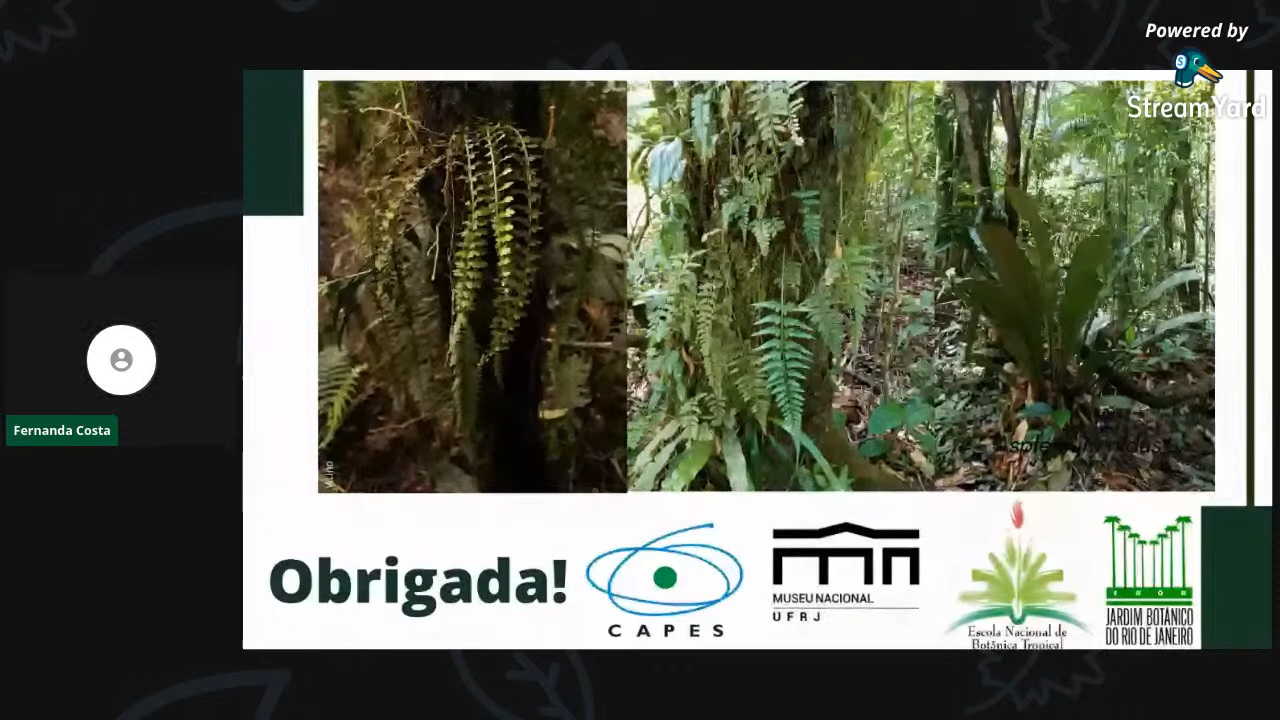 Powered by
StreamYard
Fernanda Costa
Obrigada!
CAPES
MUSEU NACIONAL
UFRJ
Escola Nacional de
Botânica Tropical
JARDIM BOTÂNICO
DO RIO DE JANEIRO